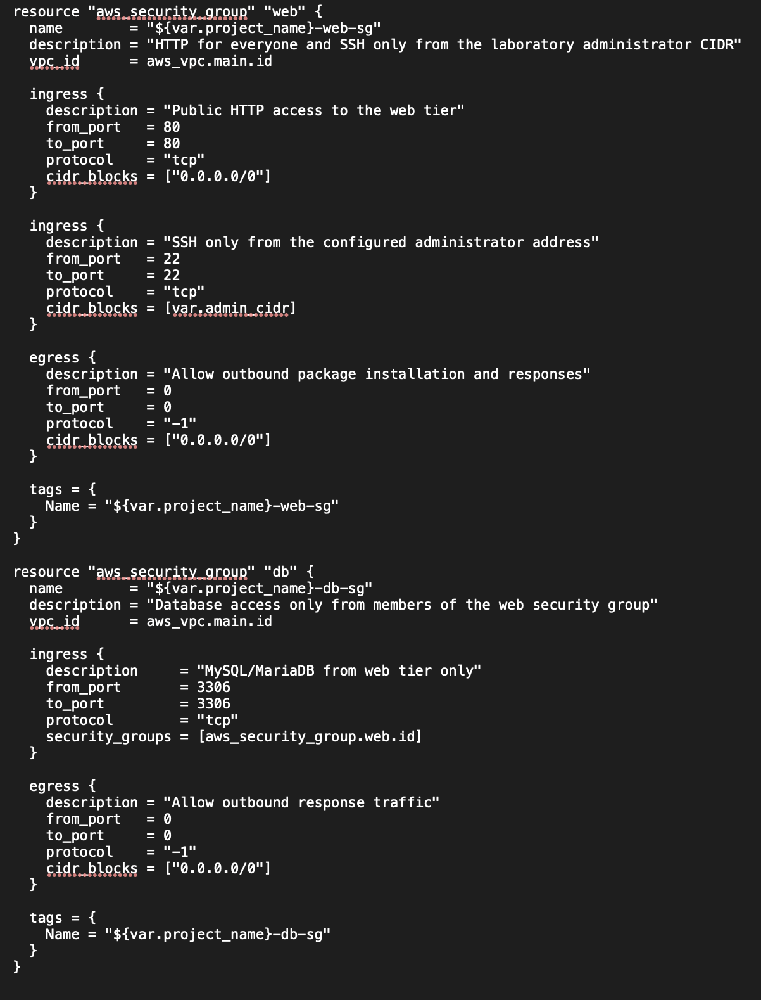 resource "aws_security_group" "web" {
  name        = "${var.project_name}-web-sg"
  description = "HTTP for everyone and SSH only from the laboratory administrator CIDR"
  vpc_id      = aws_vpc.main.id

  ingress {
    description = "Public HTTP access to the web tier"
    from_port   = 80
    to_port     = 80
    protocol    = "tcp"
    cidr_blocks = ["0.0.0.0/0"]
  }

  ingress {
    description = "SSH only from the configured administrator address"
    from_port   = 22
    to_port     = 22
    protocol    = "tcp"
    cidr_blocks = [var.admin_cidr]
  }

  egress {
    description = "Allow outbound package installation and responses"
    from_port   = 0
    to_port     = 0
    protocol    = "-1"
    cidr_blocks = ["0.0.0.0/0"]
  }

  tags = {
    Name = "${var.project_name}-web-sg"
  }
}

resource "aws_security_group" "db" {
  name        = "${var.project_name}-db-sg"
  description = "Database access only from members of the web security group"
  vpc_id      = aws_vpc.main.id

  ingress {
    description     = "MySQL/MariaDB from web tier only"
    from_port       = 3306
    to_port         = 3306
    protocol        = "tcp"
    security_groups = [aws_security_group.web.id]
  }

  egress {
    description = "Allow outbound response traffic"
    from_port   = 0
    to_port     = 0
    protocol    = "-1"
    cidr_blocks = ["0.0.0.0/0"]
  }

  tags = {
    Name = "${var.project_name}-db-sg"
  }
}